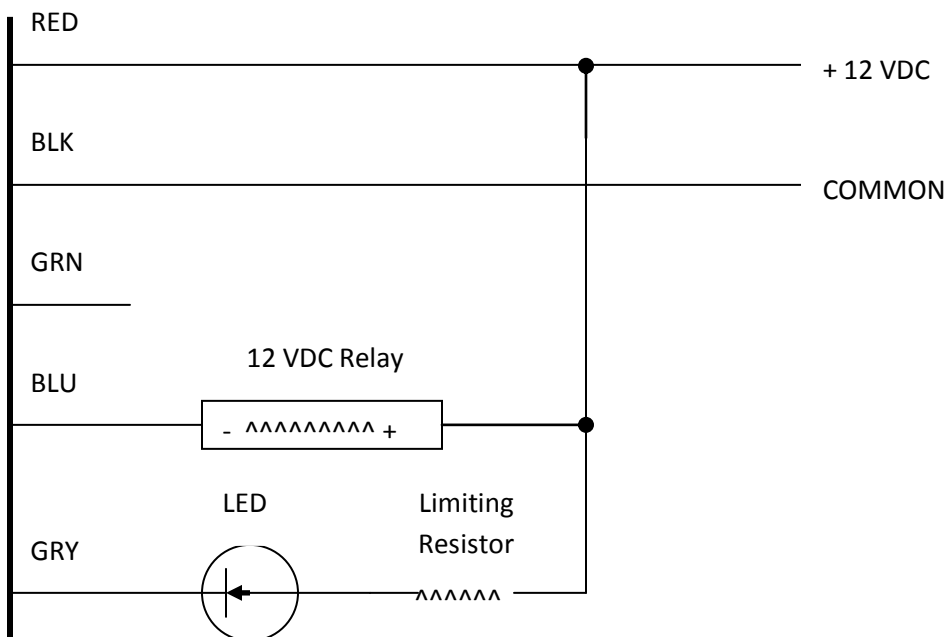 RED
+ 12 VDC
BLK
COMMON
GRN
12 VDC Relay
BLU
- ^^^^^^^^^ +
LED
Limiting
Resistor
GRY
^^^^^^